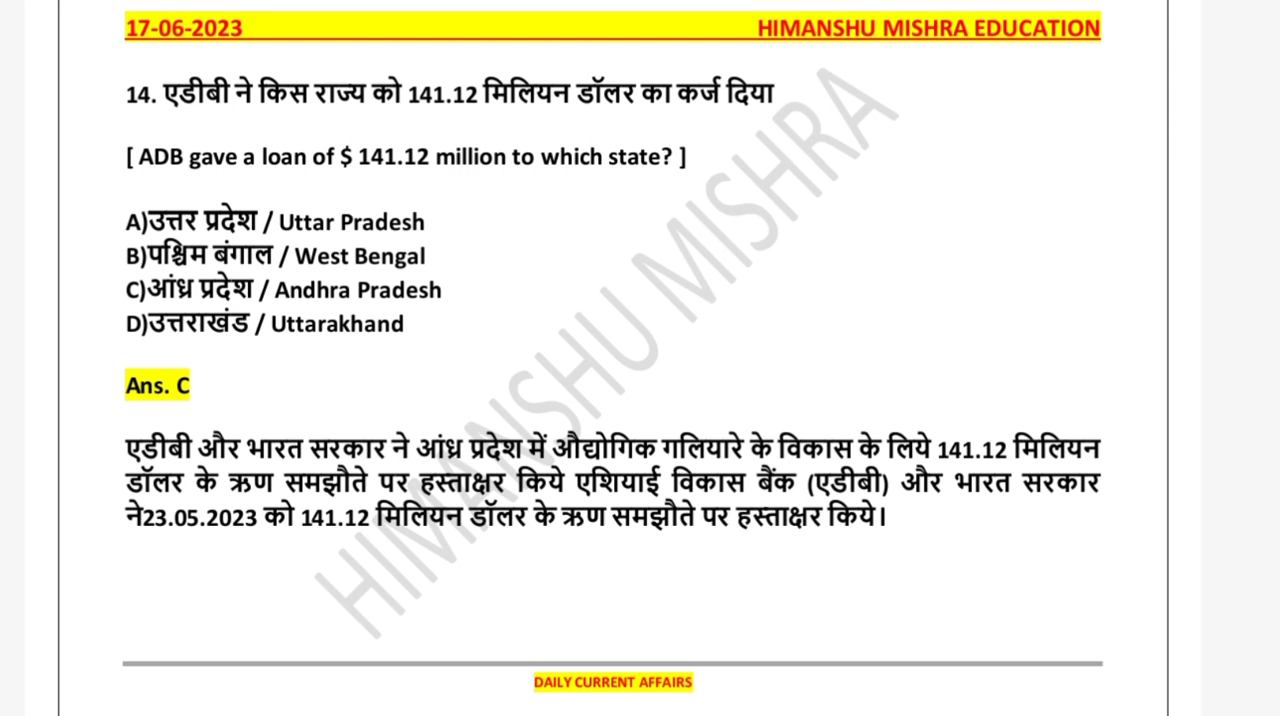 17-06-2023 HIMANSHU MISHRA EDUCATION
14. एडीबी ने किस राज्य को 141.12 मिलियन डॉलर का कर्ज दिया
[ ADB gave a loan of $ 141.12 million to which state? ]
A)उत्तर प्रदेश / Uttar Pradesh
B)पश्चिम बंगाल / West Bengal
C)आंध्र प्रदेश / Andhra Pradesh
D)उत्तराखंड / Uttarakhand
Ans. C
एडीबी और भारत सरकार ने आंध्र प्रदेश में औद्योगिक गलियारे के विकास के लिये 141.12 मिलियन
डॉलर के ऋण समझौते पर हस्ताक्षर किये एशियाई विकास बैंक (एडीबी) और भारत सरकार
ने23.05.2023 को 141.12 मिलियन डॉलर के ऋण समझौते पर हस्ताक्षर किये।
HIMANSHU MISHRA
DAILY CURRENT AFFAIRS